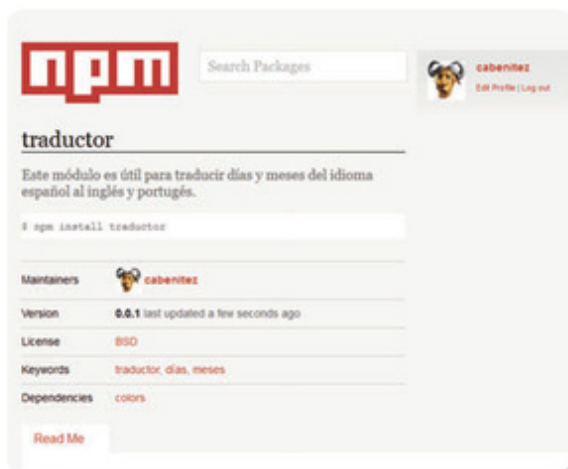 npm
Search Packages
cabenitez
Edit Profile | Log out
traductor
Este módulo es útil para traducir días y meses del idioma
español al inglés y portugés.
# npm install traductor
Maintainers cabenitez
Version 0.0.1 last updated a few seconds ago
License BSD
Keywords traductor, días, meses
Dependencies colors
Read Me